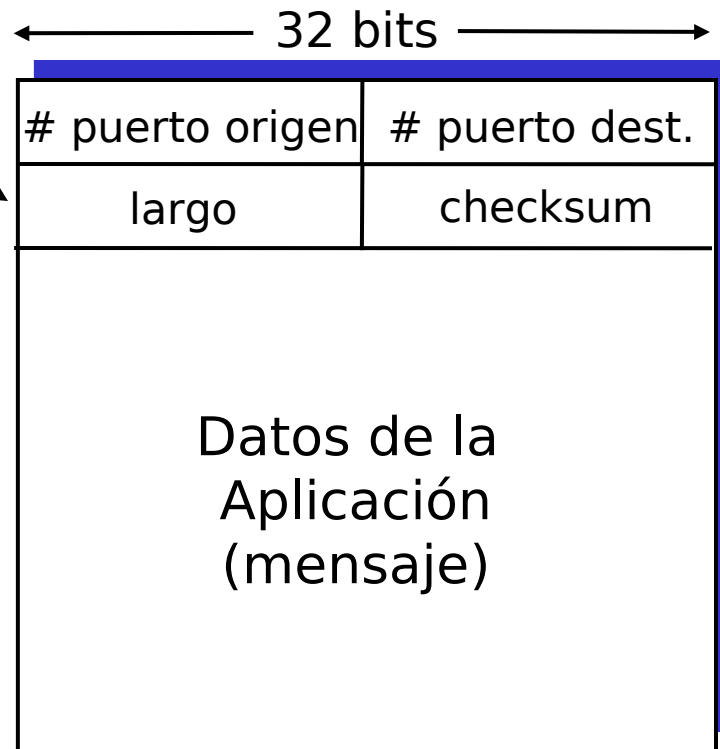 32 bits
# puerto origen # puerto dest.
largo checksum
Datos de la
Aplicación
(mensaje)